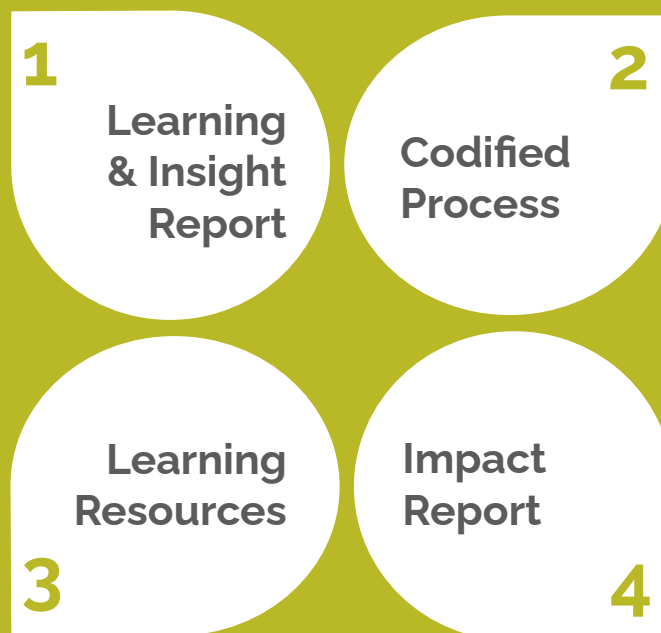 1
Learning
& Insight
Report
2
Codified
Process
3
Learning
Resources
4
Impact
Report